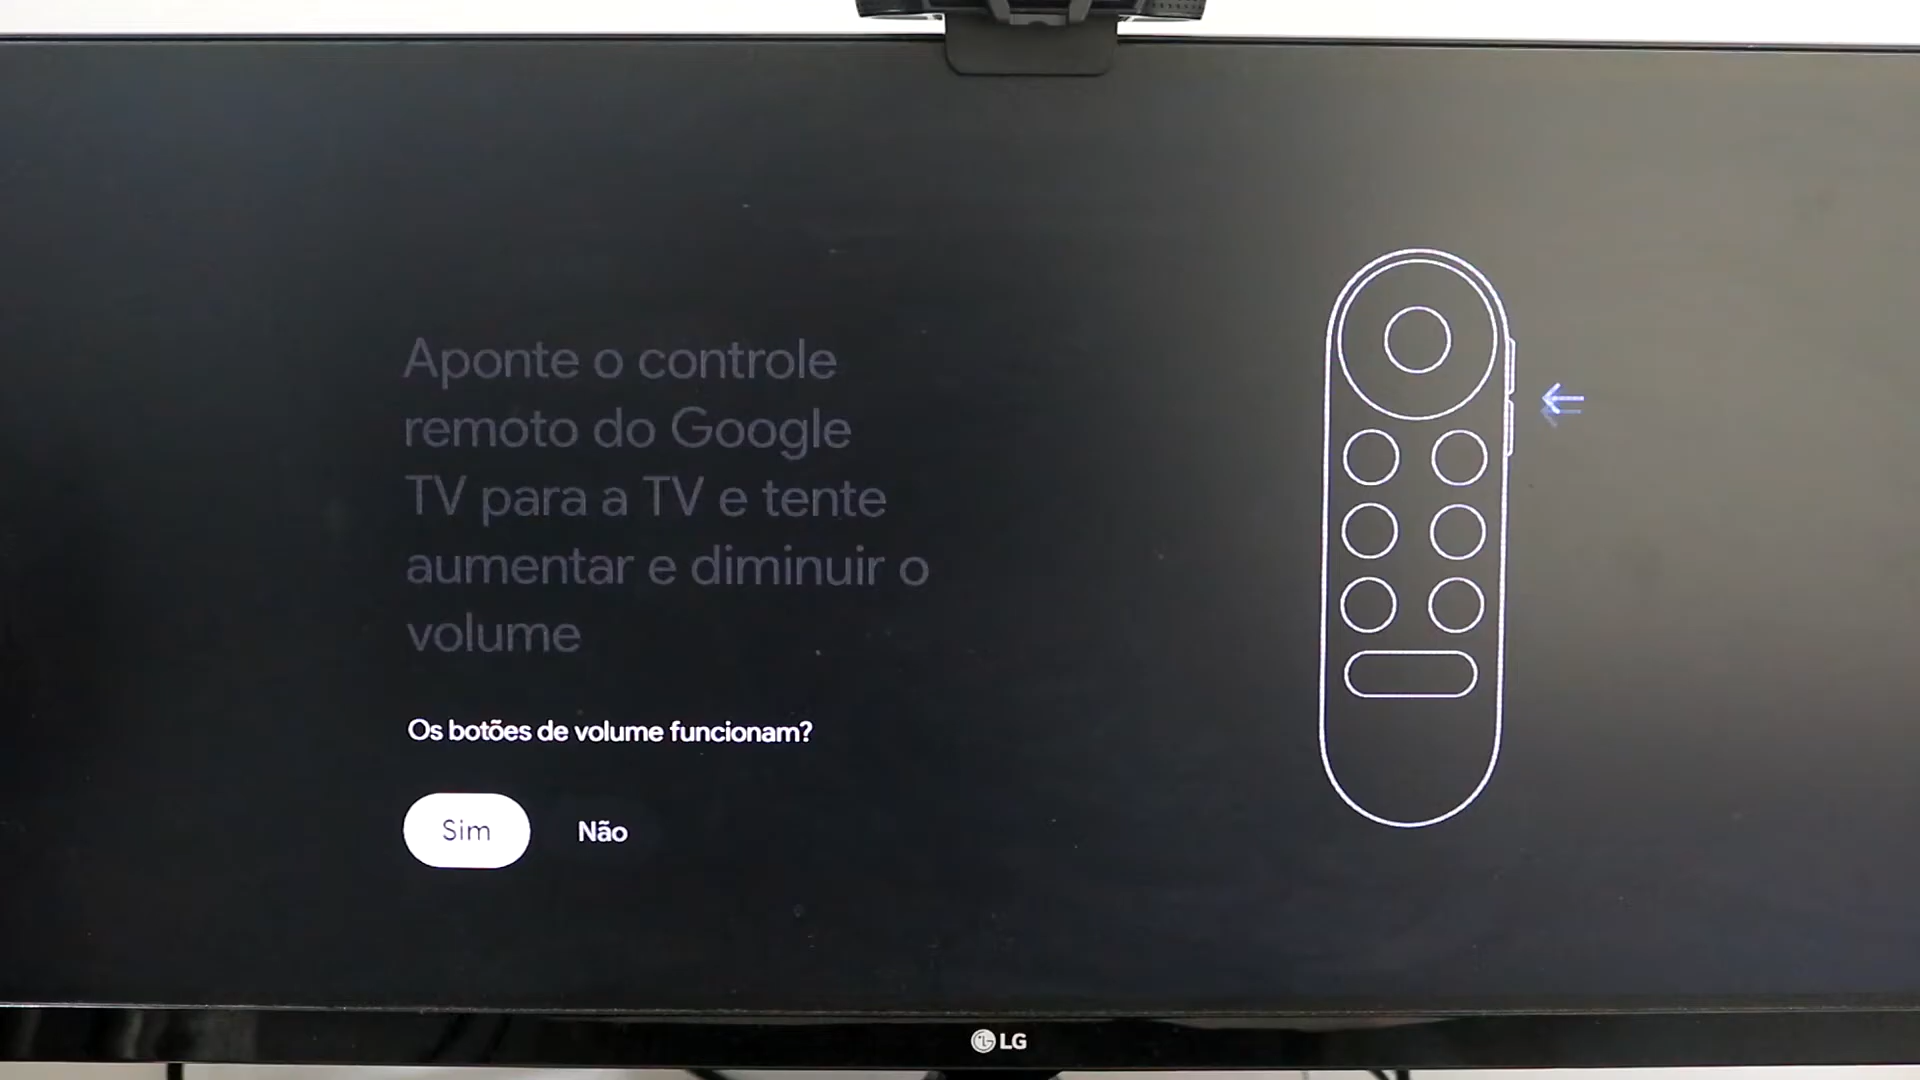 Aponte o controle
remoto do Google
TV para a TV e tente
aumentar e diminuir o
volume
Os botões de volume funcionam?
Sim
Não
LG